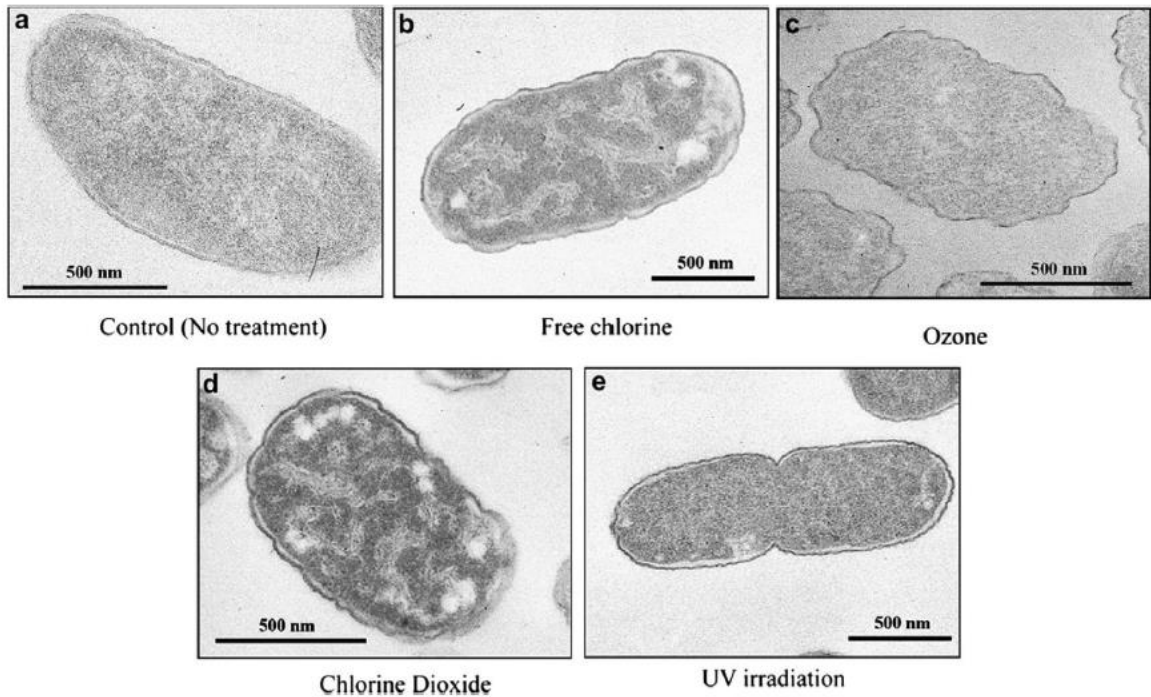 a
500 nm
Control (No treatment)
b
500 nm
Free chlorine
c
500 nm
Ozone
d
500 nm
Chlorine Dioxide
e
500 nm
UV irradiation